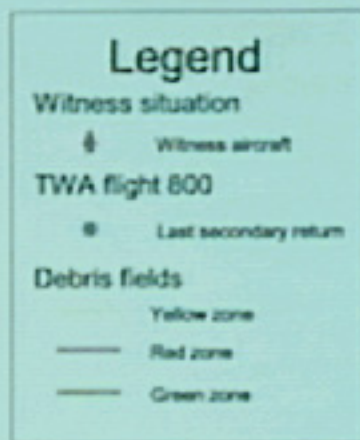 Legend
Witness situation
Witness aircraft
TWA flight 800
Last secondary return
Debris fields
Yellow zone
Red zone
Green zone